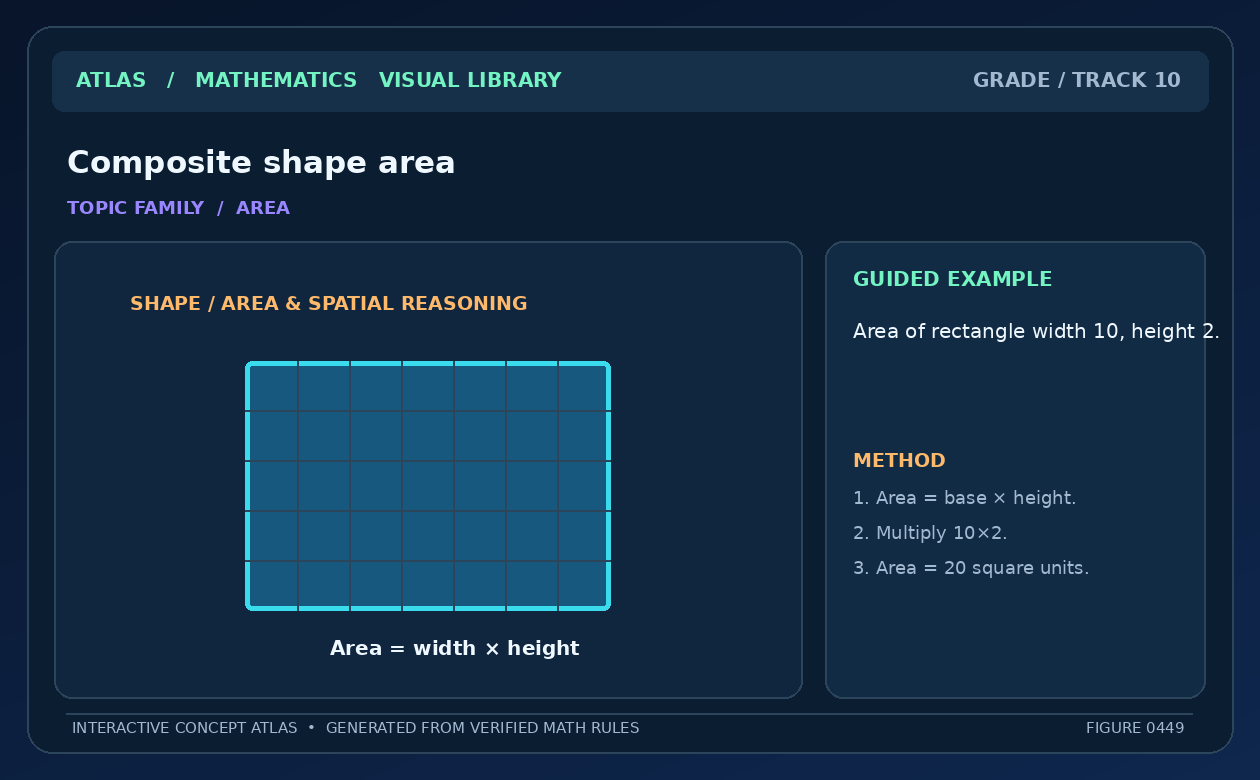 ATLAS / MATHEMATICS VISUAL LIBRARY
GRADE / TRACK 10
Composite shape area
TOPIC FAMILY / AREA
SHAPE / AREA & SPATIAL REASONING
Area = width × height
GUIDED EXAMPLE
Area of rectangle width 10, height 2.
METHOD
1. Area = base × height.
2. Multiply 10×2.
3. Area = 20 square units.
INTERACTIVE CONCEPT ATLAS • GENERATED FROM VERIFIED MATH RULES
FIGURE 0449